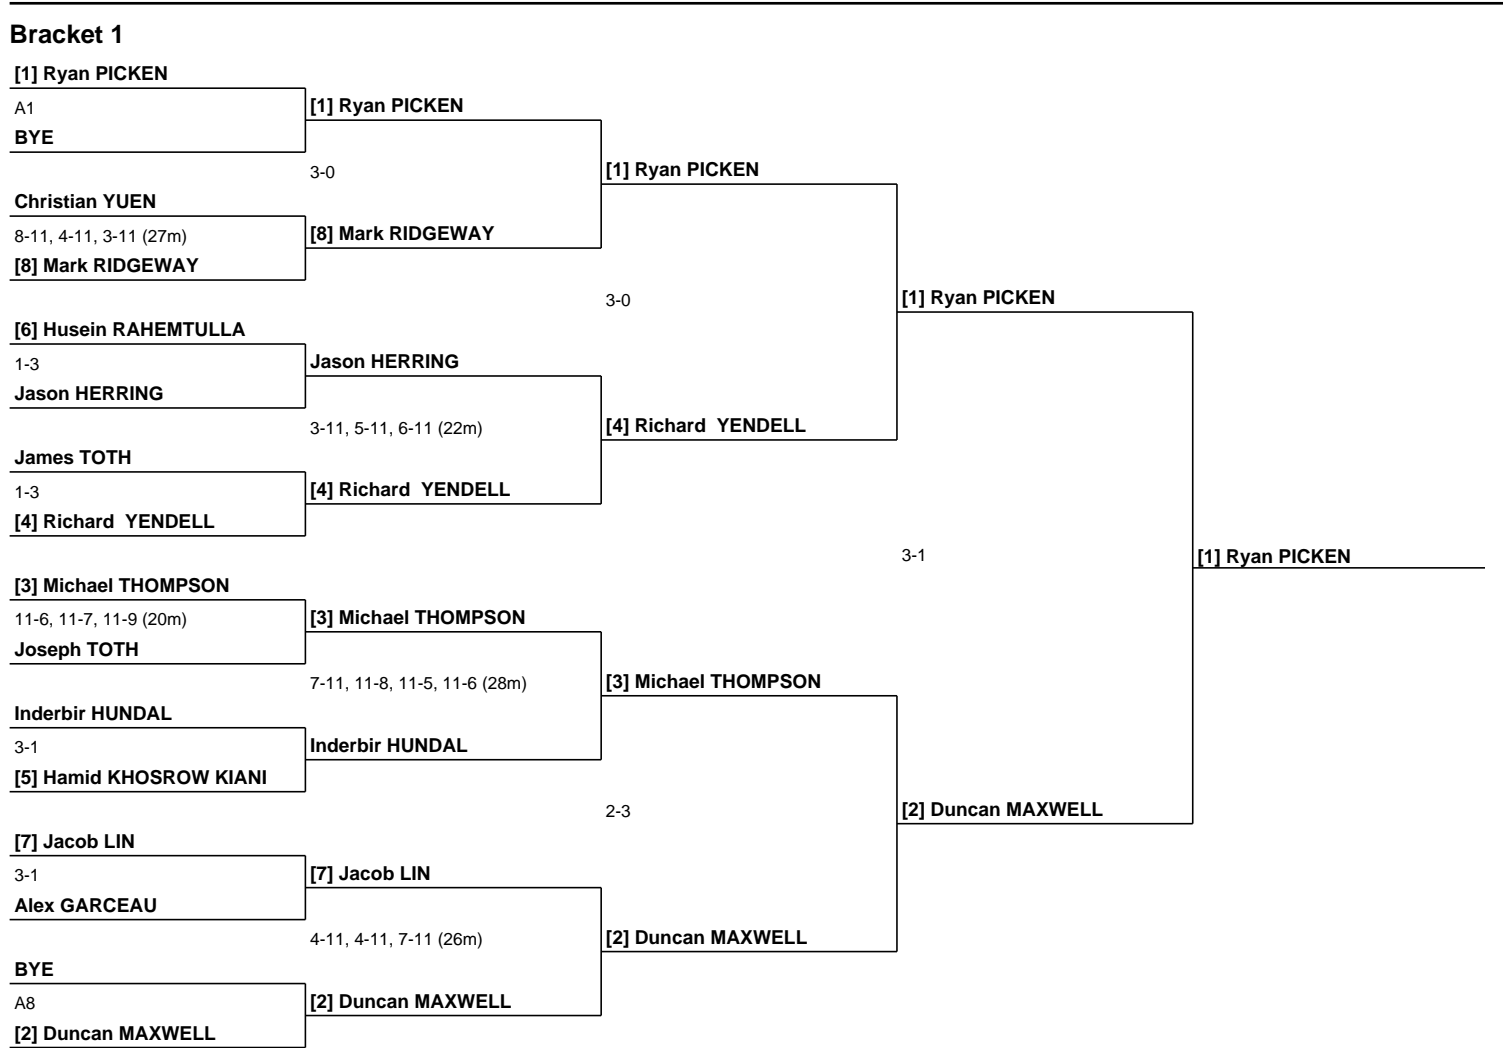 Bracket 1
[1] Ryan PICKEN
A1
[1] Ryan PICKEN
BYE
3-0
[1] Ryan PICKEN
Christian YUEN
8-11, 4-11, 3-11 (27m)
[8] Mark RIDGEWAY
[8] Mark RIDGEWAY
3-0
[1] Ryan PICKEN
[6] Husein RAHEMTULLA
1-3
Jason HERRING
Jason HERRING
3-11, 5-11, 6-11 (22m)
[4] Richard  YENDELL
James TOTH
1-3
[4] Richard  YENDELL
[4] Richard  YENDELL
3-1
[1] Ryan PICKEN
[3] Michael THOMPSON
11-6, 11-7, 11-9 (20m)
[3] Michael THOMPSON
Joseph TOTH
7-11, 11-8, 11-5, 11-6 (28m)
[3] Michael THOMPSON
Inderbir HUNDAL
3-1
Inderbir HUNDAL
[5] Hamid KHOSROW KIANI
2-3
[2] Duncan MAXWELL
[7] Jacob LIN
3-1
[7] Jacob LIN
Alex GARCEAU
4-11, 4-11, 7-11 (26m)
[2] Duncan MAXWELL
BYE
A8
[2] Duncan MAXWELL
[2] Duncan MAXWELL